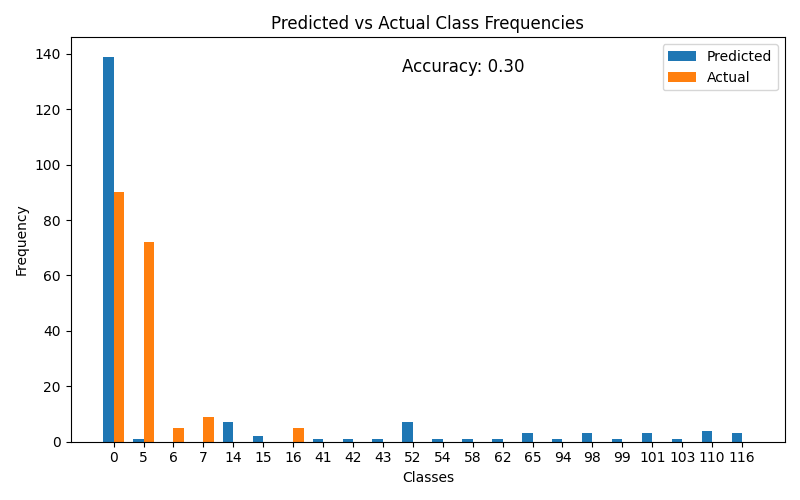 Predicted vs Actual Class Frequencies
Accuracy: 0.30
Predicted
Actual
Frequency
140
120
100
80
60
40
20
0
0 5 6 7 14 15 16 41 42 43 52 54 58 62 65 94 98 99 101 103 110 116
Classes